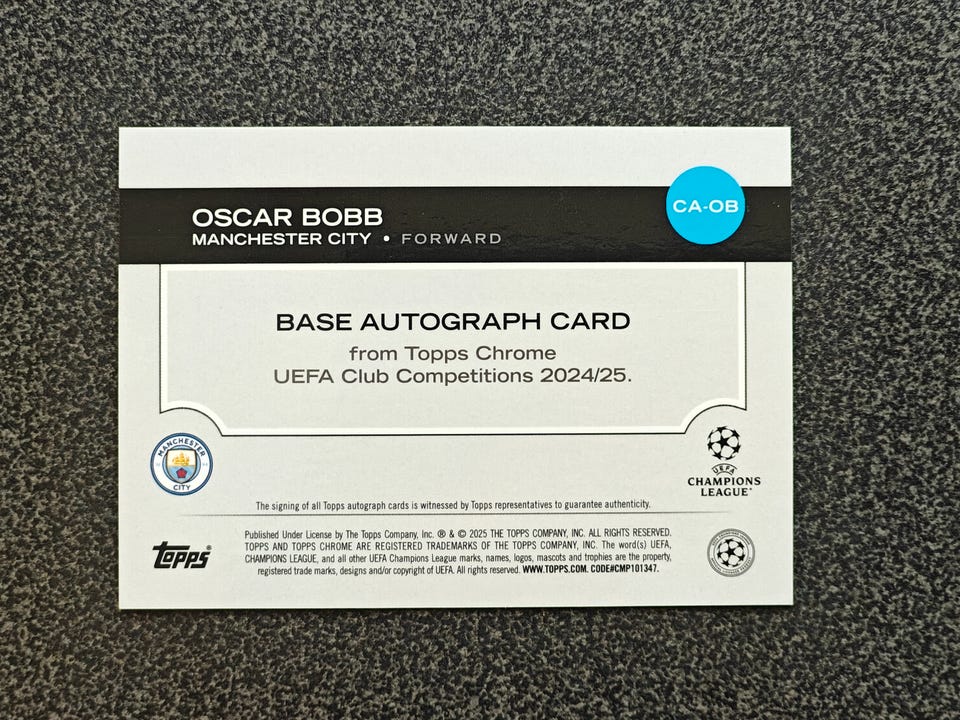 OSCAR BOBB
MANCHESTER CITY • FORWARD
CA-OB
BASE AUTOGRAPH CARD
from Topps Chrome
UEFA Club Competitions 2024/25.
MANCHESTER
CITY
UEFA
CHAMPIONS
LEAGUE
The signing of all Topps autograph cards is witnessed by Topps representatives to guarantee authenticity.
Topps®
Published Under License by The Topps Company, Inc. ® & © 2025 THE TOPPS COMPANY, INC. ALL RIGHTS RESERVED.
TOPPS AND TOPPS CHROME ARE REGISTERED TRADEMARKS OF THE TOPPS COMPANY, INC. The word(s) UEFA,
CHAMPIONS LEAGUE, and all other UEFA Champions League marks, names, logos, mascots and trophies are the property,
registered trade marks, designs and/or copyright of UEFA. All rights reserved. WWW.TOPPS.COM. CODE#CMP101347.